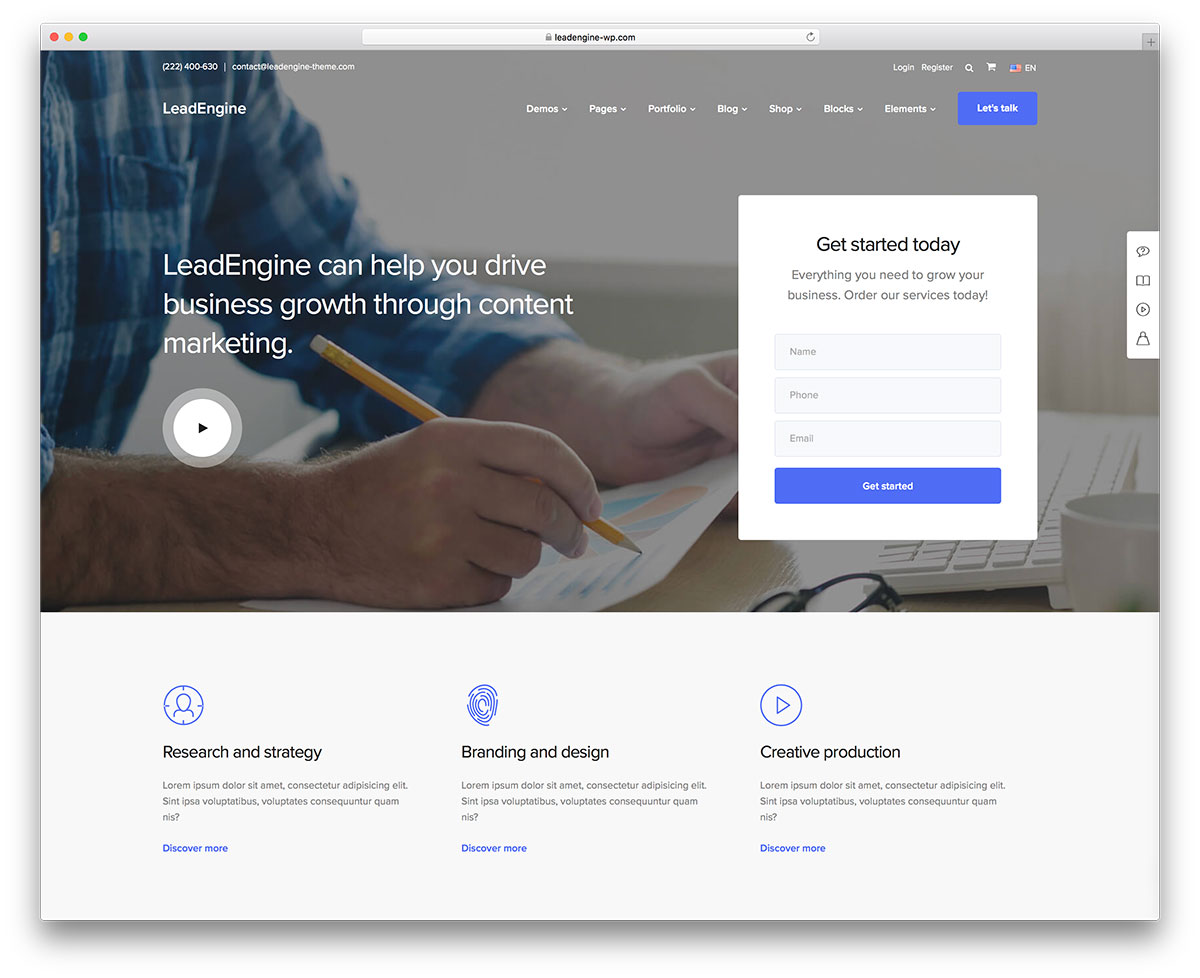 leadengine-wp.com
(222) 400-630 | contact@leadengine-theme.com
Login Register EN
LeadEngine
Demos Pages Portfolio Blog Shop Blocks Elements Let's talk
LeadEngine can help you drive
business growth through content
marketing.
Get started today
Everything you need to grow your
business. Order our services today!
Name
Phone
Email
Get started
Research and strategy
Lorem ipsum dolor sit amet, consectetur adipisicing elit.
Sint ipsa voluptatibus, voluptates consequuntur quam
nis?
Discover more
Branding and design
Lorem ipsum dolor sit amet, consectetur adipisicing elit.
Sint ipsa voluptatibus, voluptates consequuntur quam
nis?
Discover more
Creative production
Lorem ipsum dolor sit amet, consectetur adipisicing elit.
Sint ipsa voluptatibus, voluptates consequuntur quam
nis?
Discover more